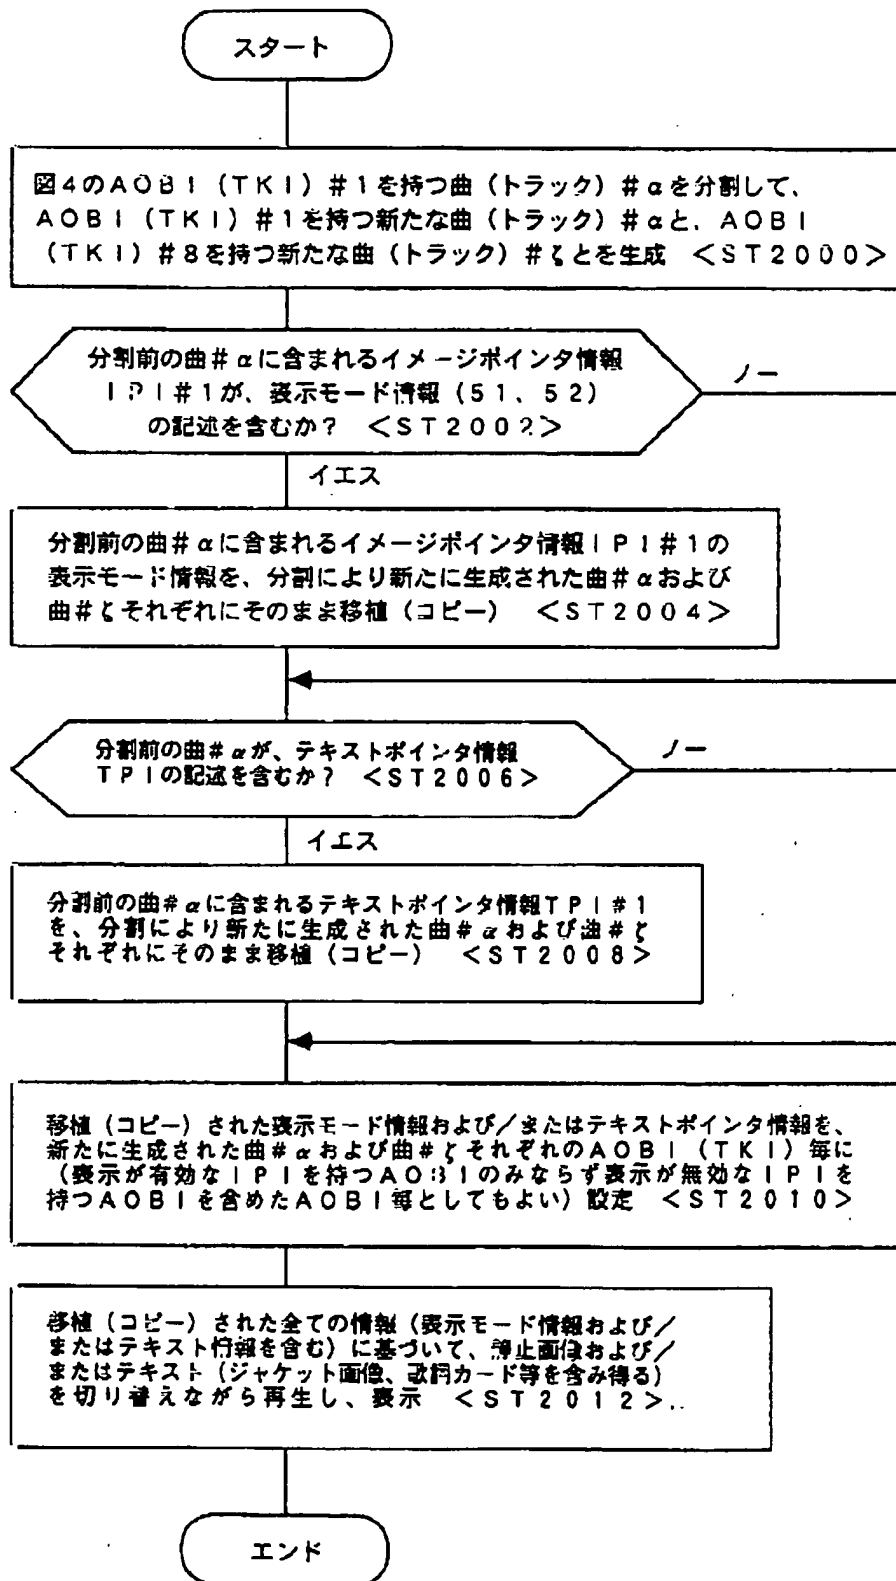 スタート
図4のAOBI(TKI)#1を持つ曲(トラック)#αを分割して、
AOBI(TKI)#1を持つ新たな曲(トラック)#αと、AOBI
(TKI)#8を持つ新たな曲(トラック)#ζとを生成 <ST2000>
分割前の曲#αに含まれるイメージポインタ情報
IPI#1が、表示モード情報(51、52)
の記述を含むか? <ST2002>
ノー
イエス
分割前の曲#αに含まれるイメージポインタ情報IPI#1の
表示モード情報を、分割により新たに生成された曲#αおよび
曲#ζそれぞれにそのまま移植(コピー) <ST2004>
分割前の曲#αが、テキストポインタ情報
TPIの記述を含むか? <ST2006>
ノー
イエス
分割前の曲#αに含まれるテキストポインタ情報TPI#1
を、分割により新たに生成された曲#αおよび曲#ζ
それぞれにそのまま移植(コピー) <ST2008>
移植(コピー)された表示モード情報および/またはテキストポインタ情報を、
新たに生成された曲#αおよび曲#ζそれぞれのAOBI(TKI)毎に
(表示が有効なIPIを持つAOBIのみならず表示が無効なIPIを
持つAOBIを含めたAOBI毎としてもよい)設定 <ST2010>
移植(コピー)された全ての情報(表示モード情報および/
またはテキスト情報を含む)に基づいて、静止画像および/
またはテキスト(ジャケット画像、歌詞カード等を含み得る)
を切り替えながら再生し、表示 <ST2012>
エンド